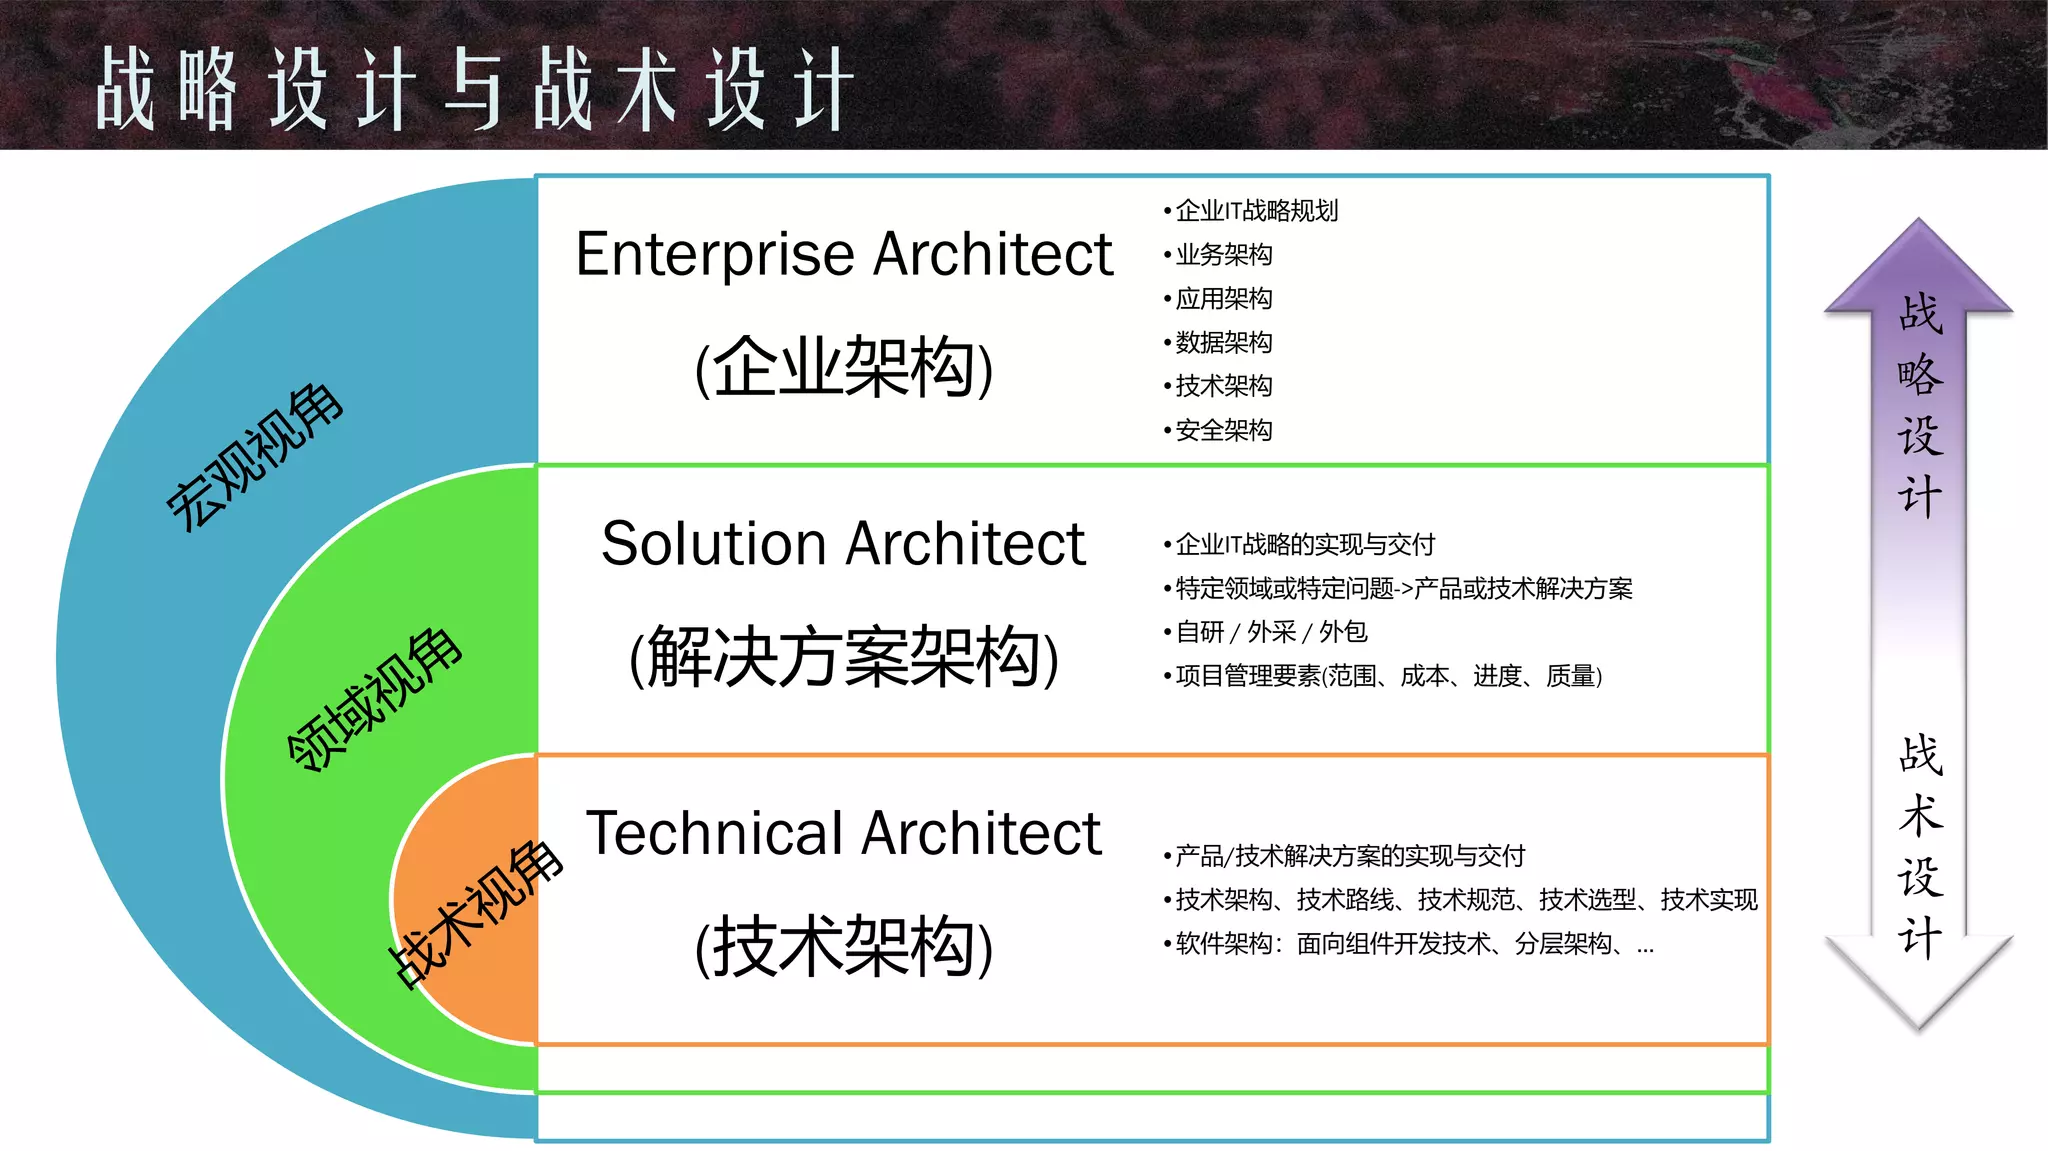 战略设计与战术设计
宏观视角
Enterprise Architect
(企业架构)
•企业IT战略规划
•业务架构
•应用架构
•数据架构
•技术架构
•安全架构
领域视角
Solution Architect
(解决方案架构)
•企业IT战略的实现与交付
•特定领域或特定问题->产品或技术解决方案
•自研 / 外采 / 外包
•项目管理要素(范围、成本、进度、质量)
战术视角
Technical Architect
(技术架构)
•产品/技术解决方案的实现与交付
•技术架构、技术路线、技术规范、技术选型、技术实现
•软件架构：面向组件开发技术、分层架构、...
战略设计
战术设计